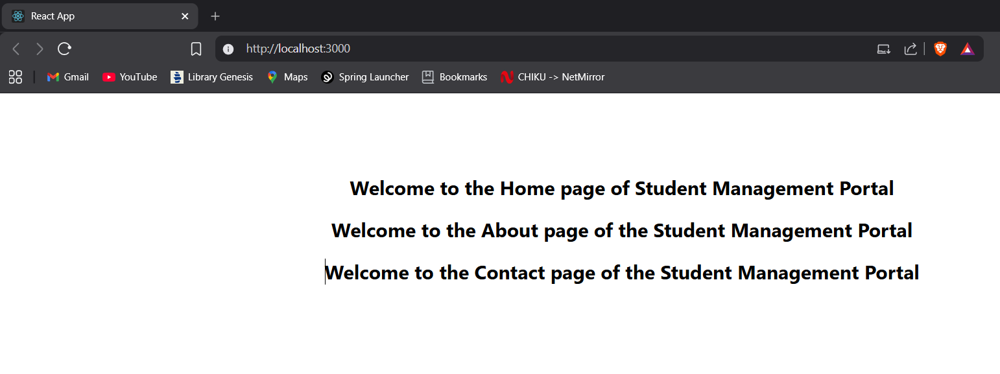 React App
http://localhost:3000
Gmail YouTube Library Genesis Maps Spring Launcher Bookmarks CHIKU -> NetMirror
Welcome to the Home page of Student Management Portal
Welcome to the About page of the Student Management Portal
Welcome to the Contact page of the Student Management Portal